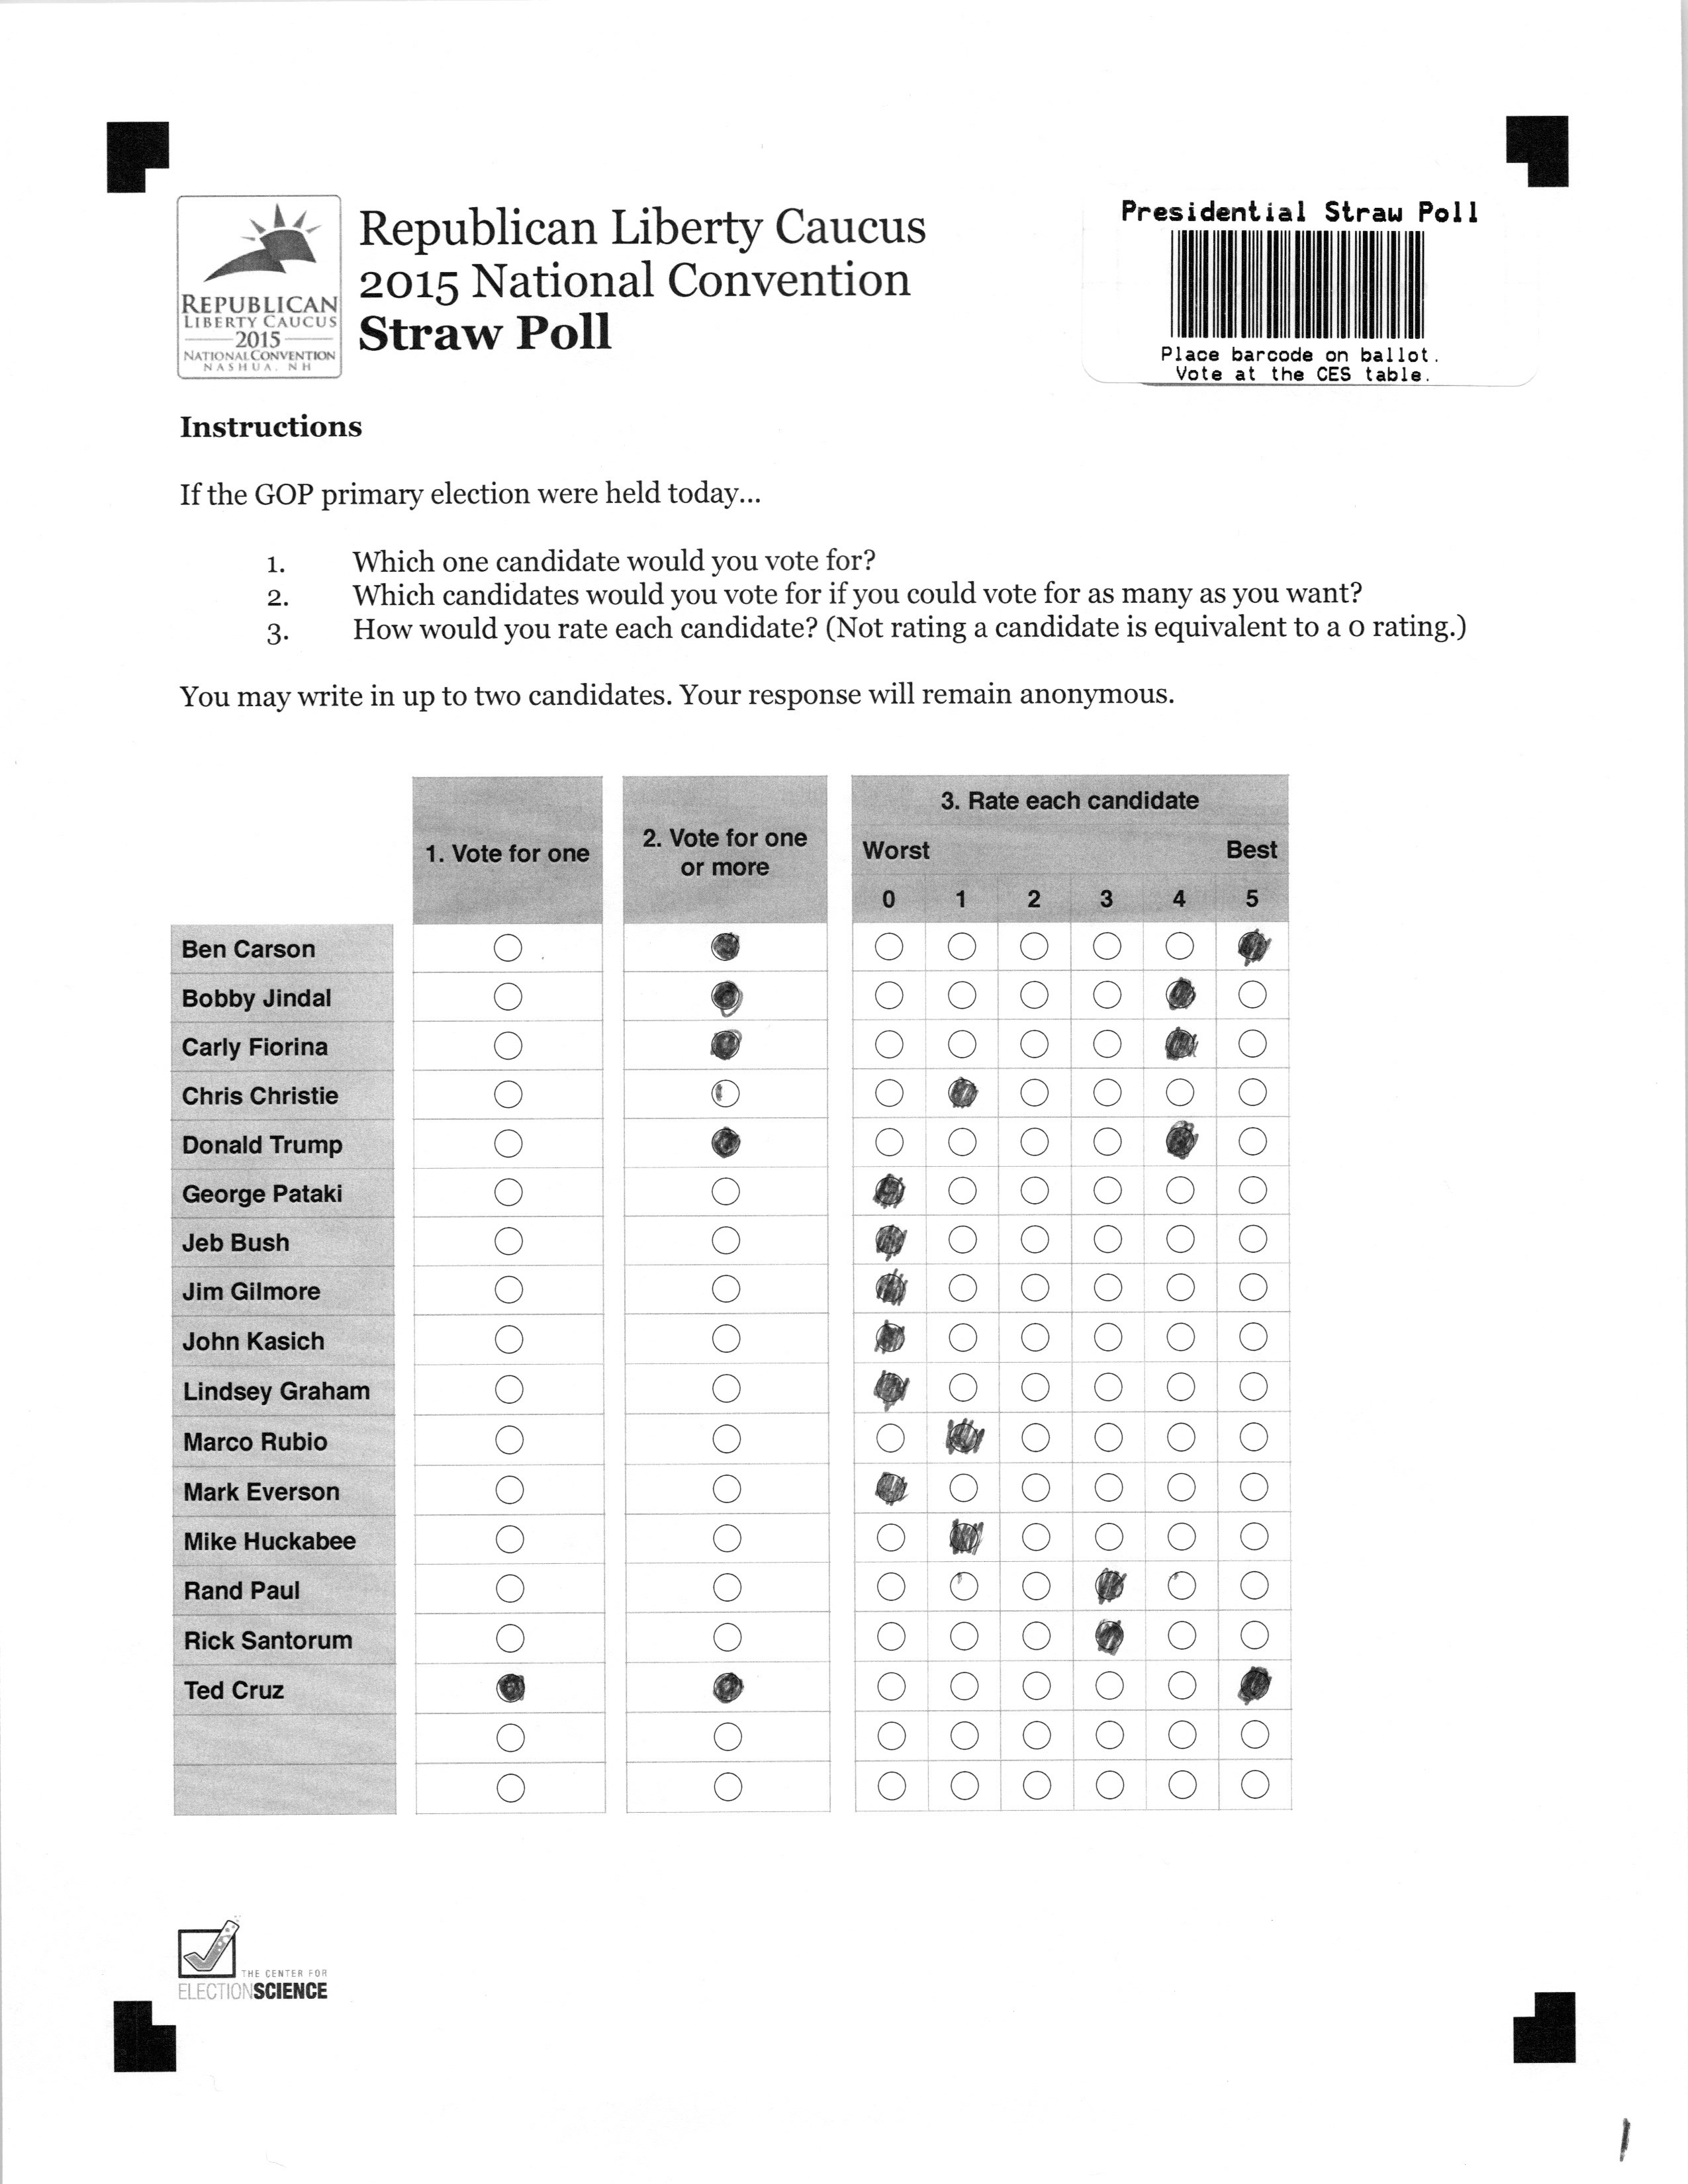 Republican Liberty Caucus
2015 National Convention
Straw Poll
REPUBLICAN
LIBERTY CAUCUS
2015
NATIONAL CONVENTION
NASHUA, NH
Presidential Straw Poll
Place barcode on ballot.
Vote at the CES table.
Instructions
If the GOP primary election were held today...
1. Which one candidate would you vote for?
2. Which candidates would you vote for if you could vote for as many as you want?
3. How would you rate each candidate? (Not rating a candidate is equivalent to a 0 rating.)
You may write in up to two candidates. Your response will remain anonymous.
1. Vote for one
2. Vote for one
or more
3. Rate each candidate
Worst Best
0 1 2 3 4 5
Ben Carson
Bobby Jindal
Carly Fiorina
Chris Christie
Donald Trump
George Pataki
Jeb Bush
Jim Gilmore
John Kasich
Lindsey Graham
Marco Rubio
Mark Everson
Mike Huckabee
Rand Paul
Rick Santorum
Ted Cruz
THE CENTER FOR
ELECTIONSCIENCE
1